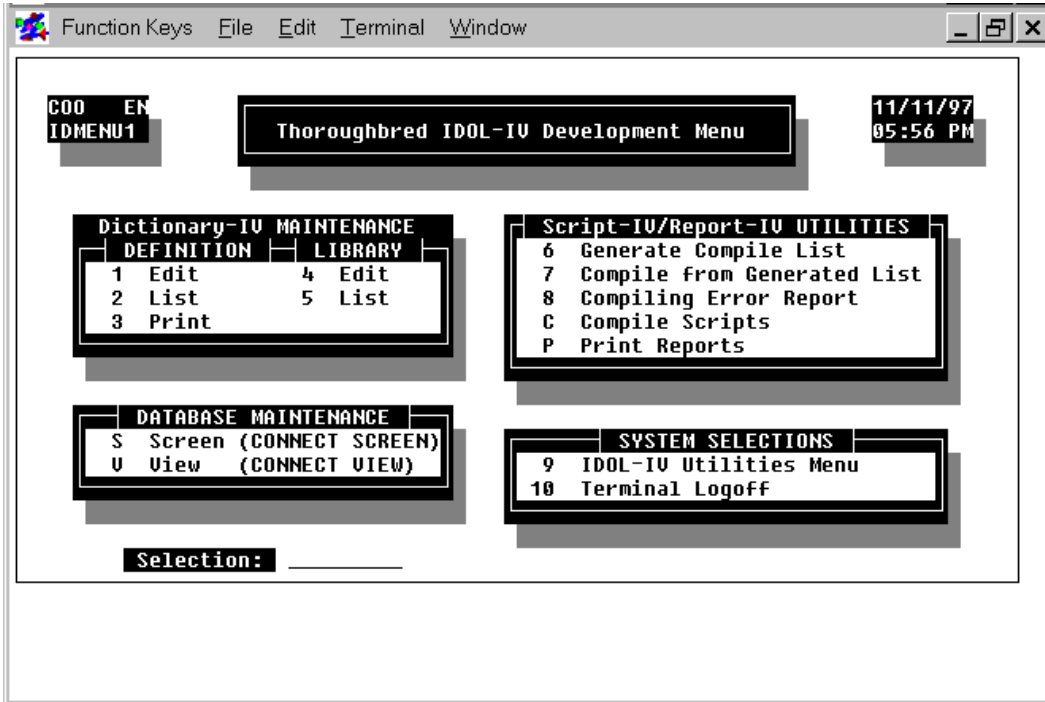 Function Keys File Edit Terminal Window
COO EN
IDMENU1
Thoroughbred IDOL-IV Development Menu
11/11/97
05:56 PM
Dictionary-IV MAINTENANCE
DEFINITION LIBRARY
1 Edit 4 Edit
2 List 5 List
3 Print
Script-IV/Report-IV UTILITIES
6 Generate Compile List
7 Compile from Generated List
8 Compiling Error Report
C Compile Scripts
P Print Reports
DATABASE MAINTENANCE
S Screen (CONNECT SCREEN)
V View (CONNECT VIEW)
SYSTEM SELECTIONS
9 IDOL-IV Utilities Menu
10 Terminal Logoff
Selection: